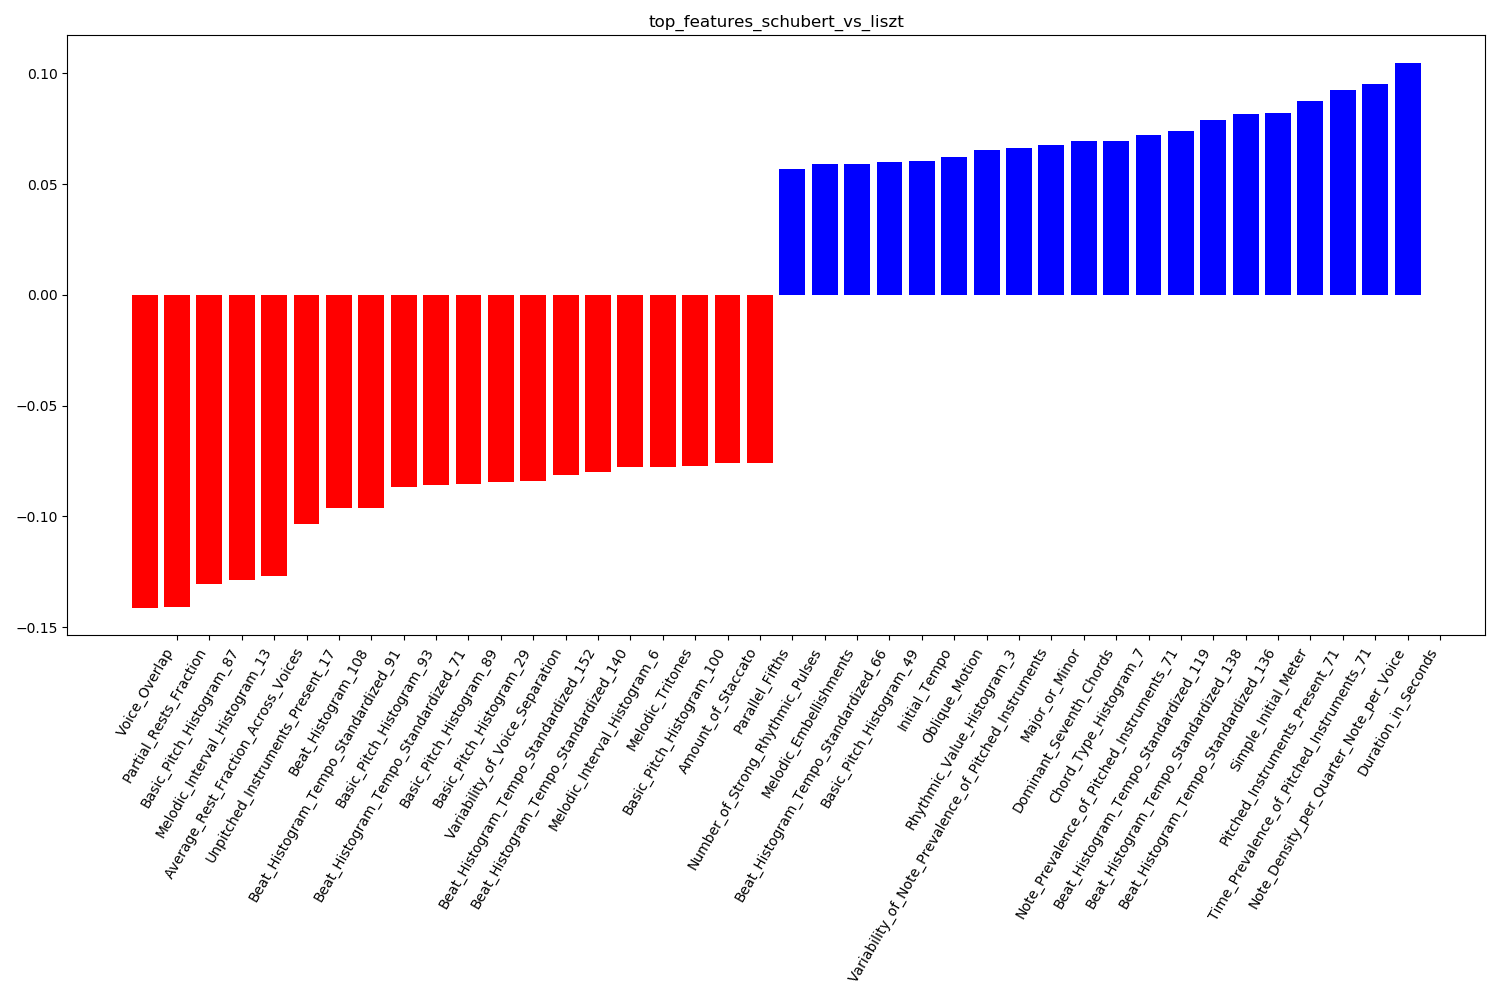 top_features_schubert_vs_liszt
0.10
0.05
0.00
−0.05
−0.10
−0.15
Voice_Overlap
Partial_Rests_Fraction
Basic_Pitch_Histogram_87
Melodic_Interval_Histogram_13
Average_Rest_Fraction_Across_Voices
Unpitched_Instruments_Present_17
Beat_Histogram_108
Beat_Histogram_Tempo_Standardized_91
Basic_Pitch_Histogram_93
Beat_Histogram_Tempo_Standardized_71
Basic_Pitch_Histogram_89
Basic_Pitch_Histogram_29
Variability_of_Voice_Separation
Beat_Histogram_Tempo_Standardized_152
Beat_Histogram_Tempo_Standardized_140
Melodic_Interval_Histogram_6
Melodic_Tritones
Basic_Pitch_Histogram_100
Amount_of_Staccato
Parallel_Fifths
Number_of_Strong_Rhythmic_Pulses
Melodic_Embellishments
Beat_Histogram_Tempo_Standardized_66
Basic_Pitch_Histogram_49
Initial_Tempo
Oblique_Motion
Rhythmic_Value_Histogram_3
Variability_of_Note_Prevalence_of_Pitched_Instruments
Major_or_Minor
Dominant_Seventh_Chords
Chord_Type_Histogram_7
Note_Prevalence_of_Pitched_Instruments_71
Beat_Histogram_Tempo_Standardized_119
Beat_Histogram_Tempo_Standardized_138
Beat_Histogram_Tempo_Standardized_136
Simple_Initial_Meter
Pitched_Instruments_Present_71
Time_Prevalence_of_Pitched_Instruments_71
Note_Density_per_Quarter_Note_per_Voice
Duration_in_Seconds